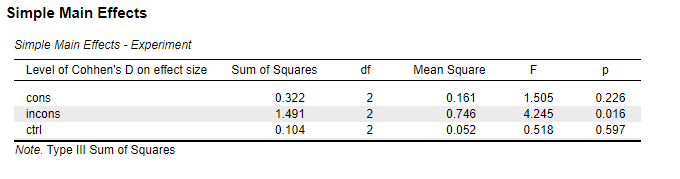 Simple Main Effects
Simple Main Effects - Experiment
Level of Cohhen's D on effect size Sum of Squares df Mean Square F p
cons 0.322 2 0.161 1.505 0.226
incons 1.491 2 0.746 4.245 0.016
ctrl 0.104 2 0.052 0.518 0.597
Note. Type III Sum of Squares